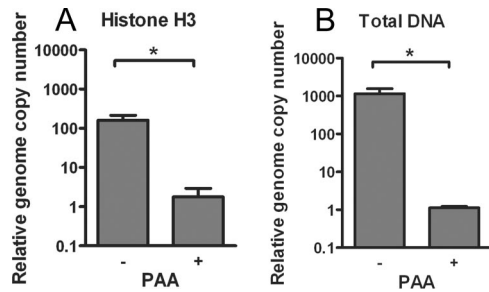 A Histone H3
Relative genome copy number
10000
1000
100
10
1
0.1
*
- +
PAA
B Total DNA
Relative genome copy number
10000
1000
100
10
1
0.1
*
- +
PAA